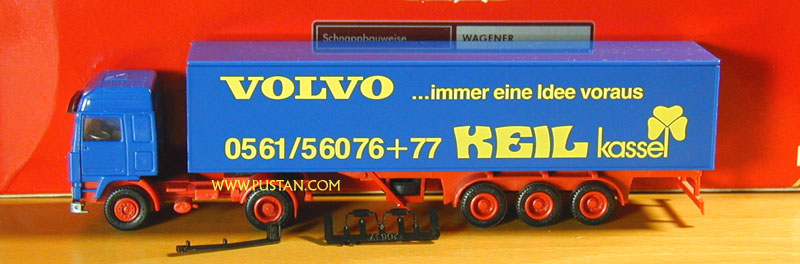 Schnappbauweise WAGENER
VOLVO ...immer eine Idee voraus
0561/56076+77 KEIL kassel
WWW.PUSTAN.COM